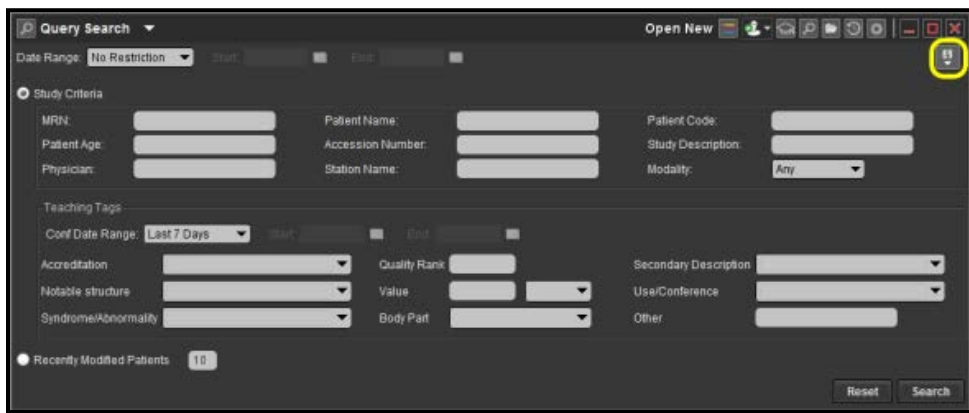 Query Search Open New
Date Range: No Restriction Start: End:
Study Criteria
MRN: Patient Name: Patient Code:
Patient Age: Accession Number: Study Description:
Physician: Station Name: Modality: Any
Teaching Tags
Conf Date Range: Last 7 Days Start: End:
Accreditation Quality Rank Secondary Description
Notable structure Value Use/Conference
Syndrome/Abnormality Body Part Other
Recently Modified Patients 10
Reset Search